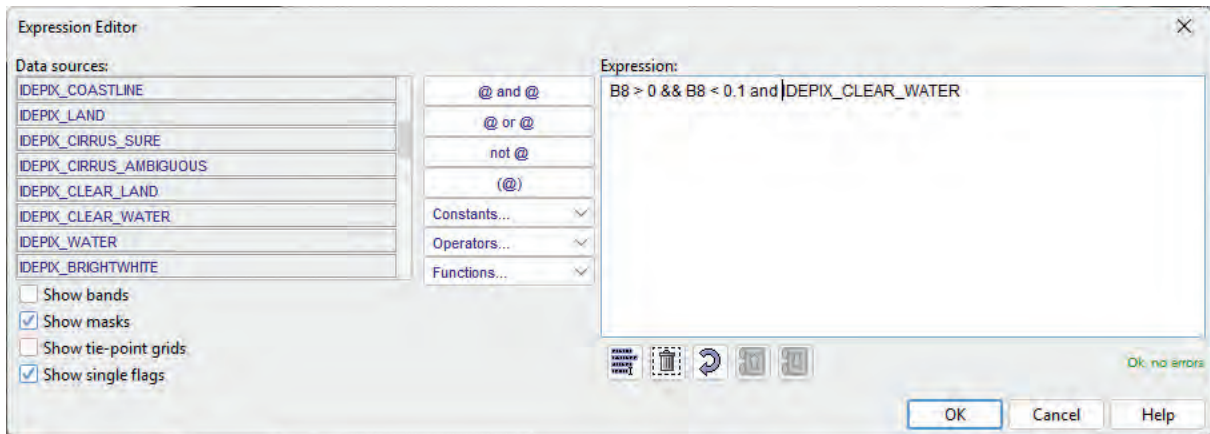 Expression Editor
Data sources:
IDEPIX_COASTLINE
IDEPIX_LAND
IDEPIX_CIRRUS_SURE
IDEPIX_CIRRUS_AMBIGUOUS
IDEPIX_CLEAR_LAND
IDEPIX_CLEAR_WATER
IDEPIX_WATER
IDEPIX_BRIGHTWHITE
Show bands
Show masks
Show tie-point grids
Show single flags
@ and @
@ or @
not @
(@)
Constants...
Operators...
Functions...
Expression:
B8 > 0 && B8 < 0.1 and IDEPIX_CLEAR_WATER
Ok, no errors
OK Cancel Help